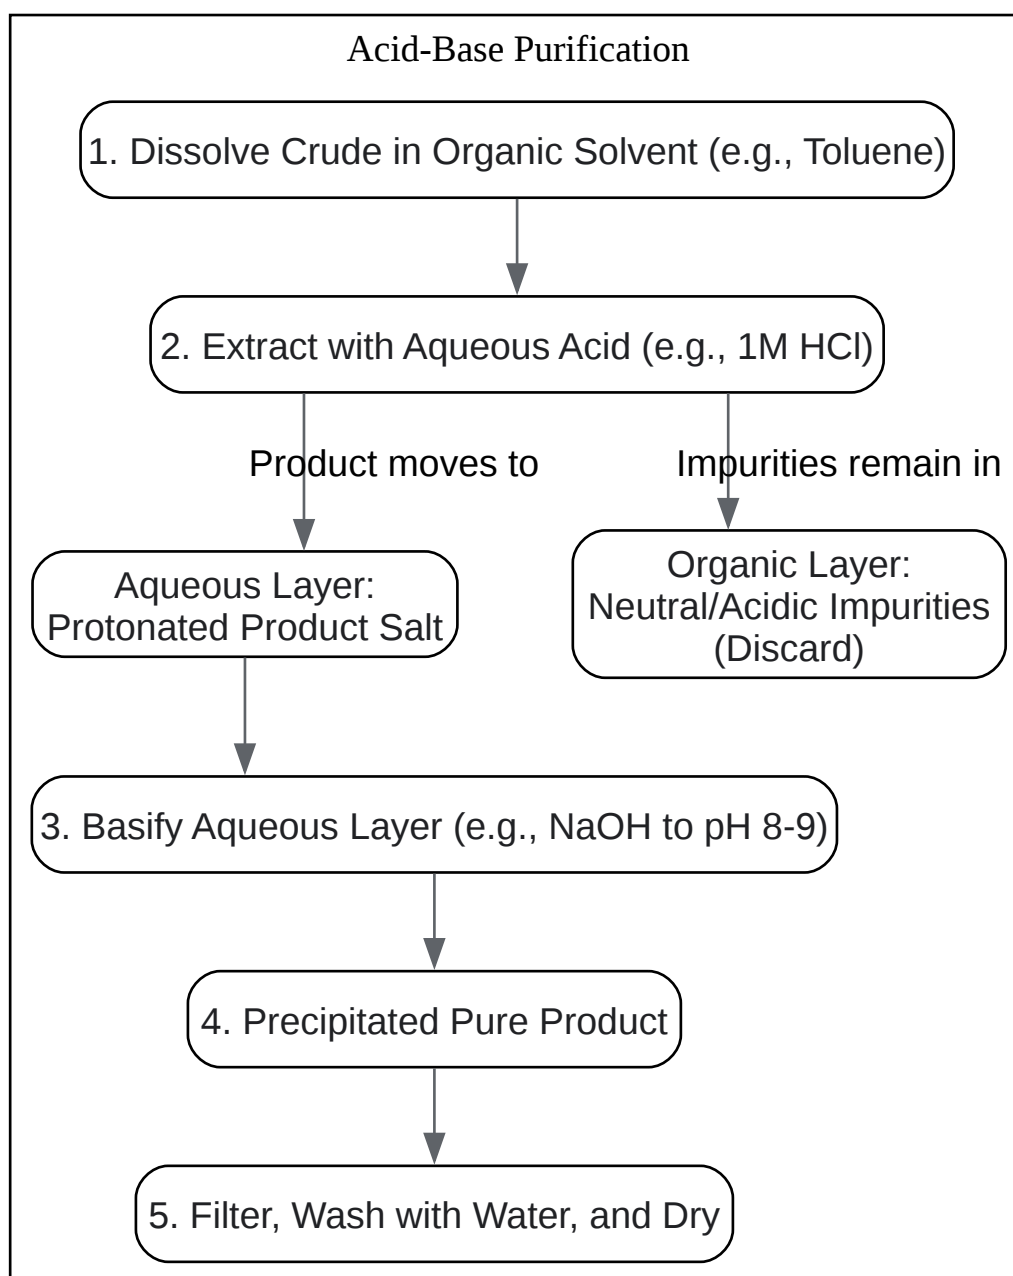 Acid-Base Purification
1. Dissolve Crude in Organic Solvent (e.g., Toluene)
2. Extract with Aqueous Acid (e.g., 1M HCl)
Product moves to
Impurities remain in
Aqueous Layer:
Protonated Product Salt
Organic Layer:
Neutral/Acidic Impurities
(Discard)
3. Basify Aqueous Layer (e.g., NaOH to pH 8-9)
4. Precipitated Pure Product
5. Filter, Wash with Water, and Dry